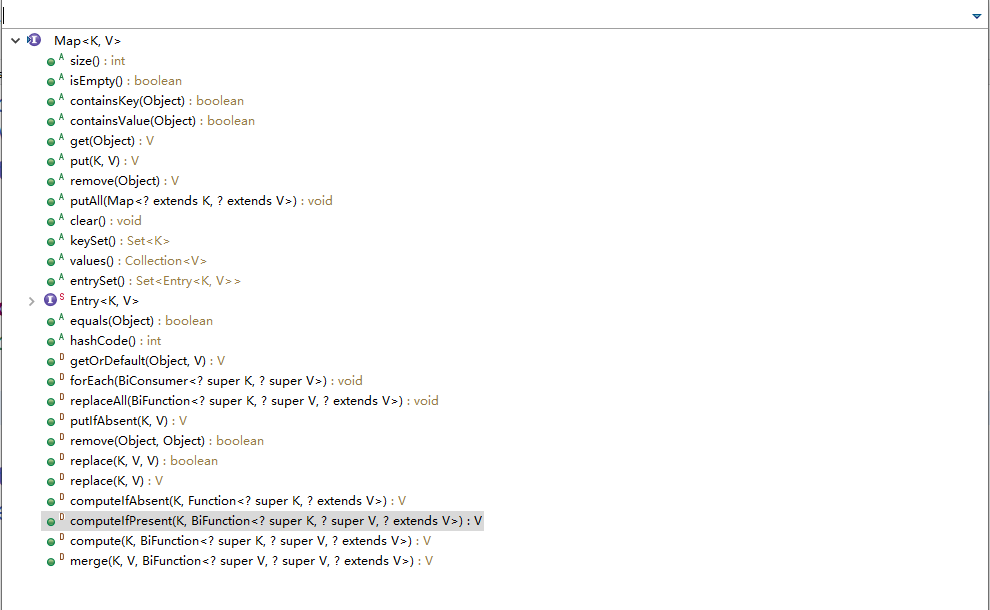 Map<K, V>
A size() : int
A isEmpty() : boolean
A containsKey(Object) : boolean
A containsValue(Object) : boolean
A get(Object) : V
A put(K, V) : V
A remove(Object) : V
A putAll(Map<? extends K, ? extends V>) : void
A clear() : void
A keySet() : Set<K>
A values() : Collection<V>
A entrySet() : Set<Entry<K, V>>
S Entry<K, V>
A equals(Object) : boolean
A hashCode() : int
D getOrDefault(Object, V) : V
D forEach(BiConsumer<? super K, ? super V>) : void
D replaceAll(BiFunction<? super K, ? super V, ? extends V>) : void
D putIfAbsent(K, V) : V
D remove(Object, Object) : boolean
D replace(K, V, V) : boolean
D replace(K, V) : V
D computeIfAbsent(K, Function<? super K, ? extends V>) : V
D computeIfPresent(K, BiFunction<? super K, ? super V, ? extends V>) : V
D compute(K, BiFunction<? super K, ? super V, ? extends V>) : V
D merge(K, V, BiFunction<? super V, ? super V, ? extends V>) : V